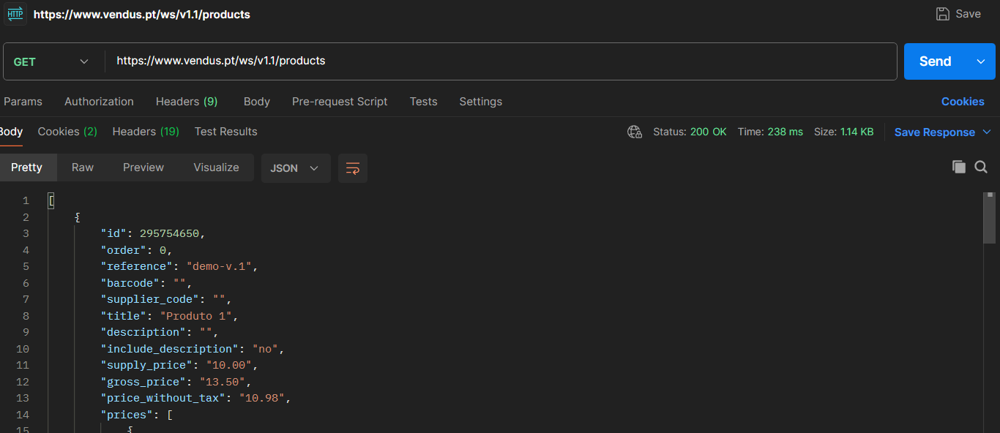 HTTP https://www.vendus.pt/ws/v1.1/products Save
GET https://www.vendus.pt/ws/v1.1/products Send
Params Authorization Headers (9) Body Pre-request Script Tests Settings Cookies
Body Cookies (2) Headers (19) Test Results Status: 200 OK Time: 238 ms Size: 1.14 KB Save Response
Pretty Raw Preview Visualize JSON
1 [
2 {
3 "id": 295754650,
4 "order": 0,
5 "reference": "demo-v.1",
6 "barcode": "",
7 "supplier_code": "",
8 "title": "Produto 1",
9 "description": "",
10 "include_description": "no",
11 "supply_price": "10.00",
12 "gross_price": "13.50",
13 "price_without_tax": "10.98",
14 "prices": [
15 {